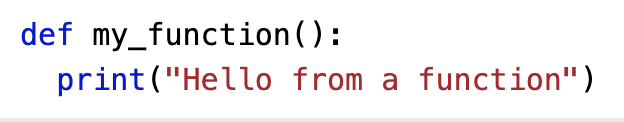 def my_function():
  print("Hello from a function")